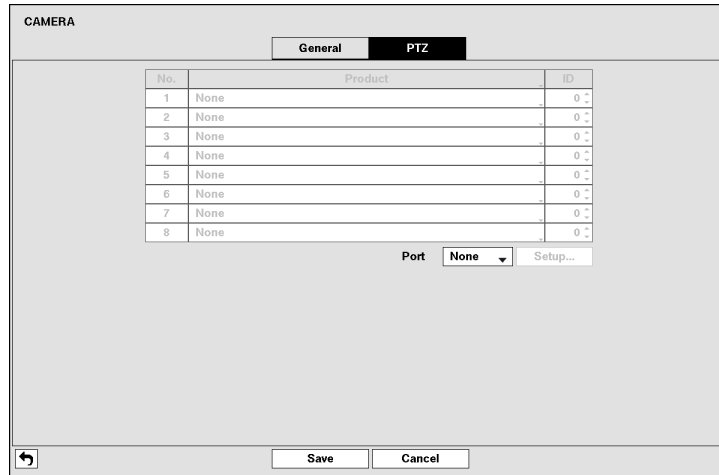 CAMERA
General PTZ
No. Product ID
1 None 0
2 None 0
3 None 0
4 None 0
5 None 0
6 None 0
7 None 0
8 None 0
Port None Setup...
Save Cancel